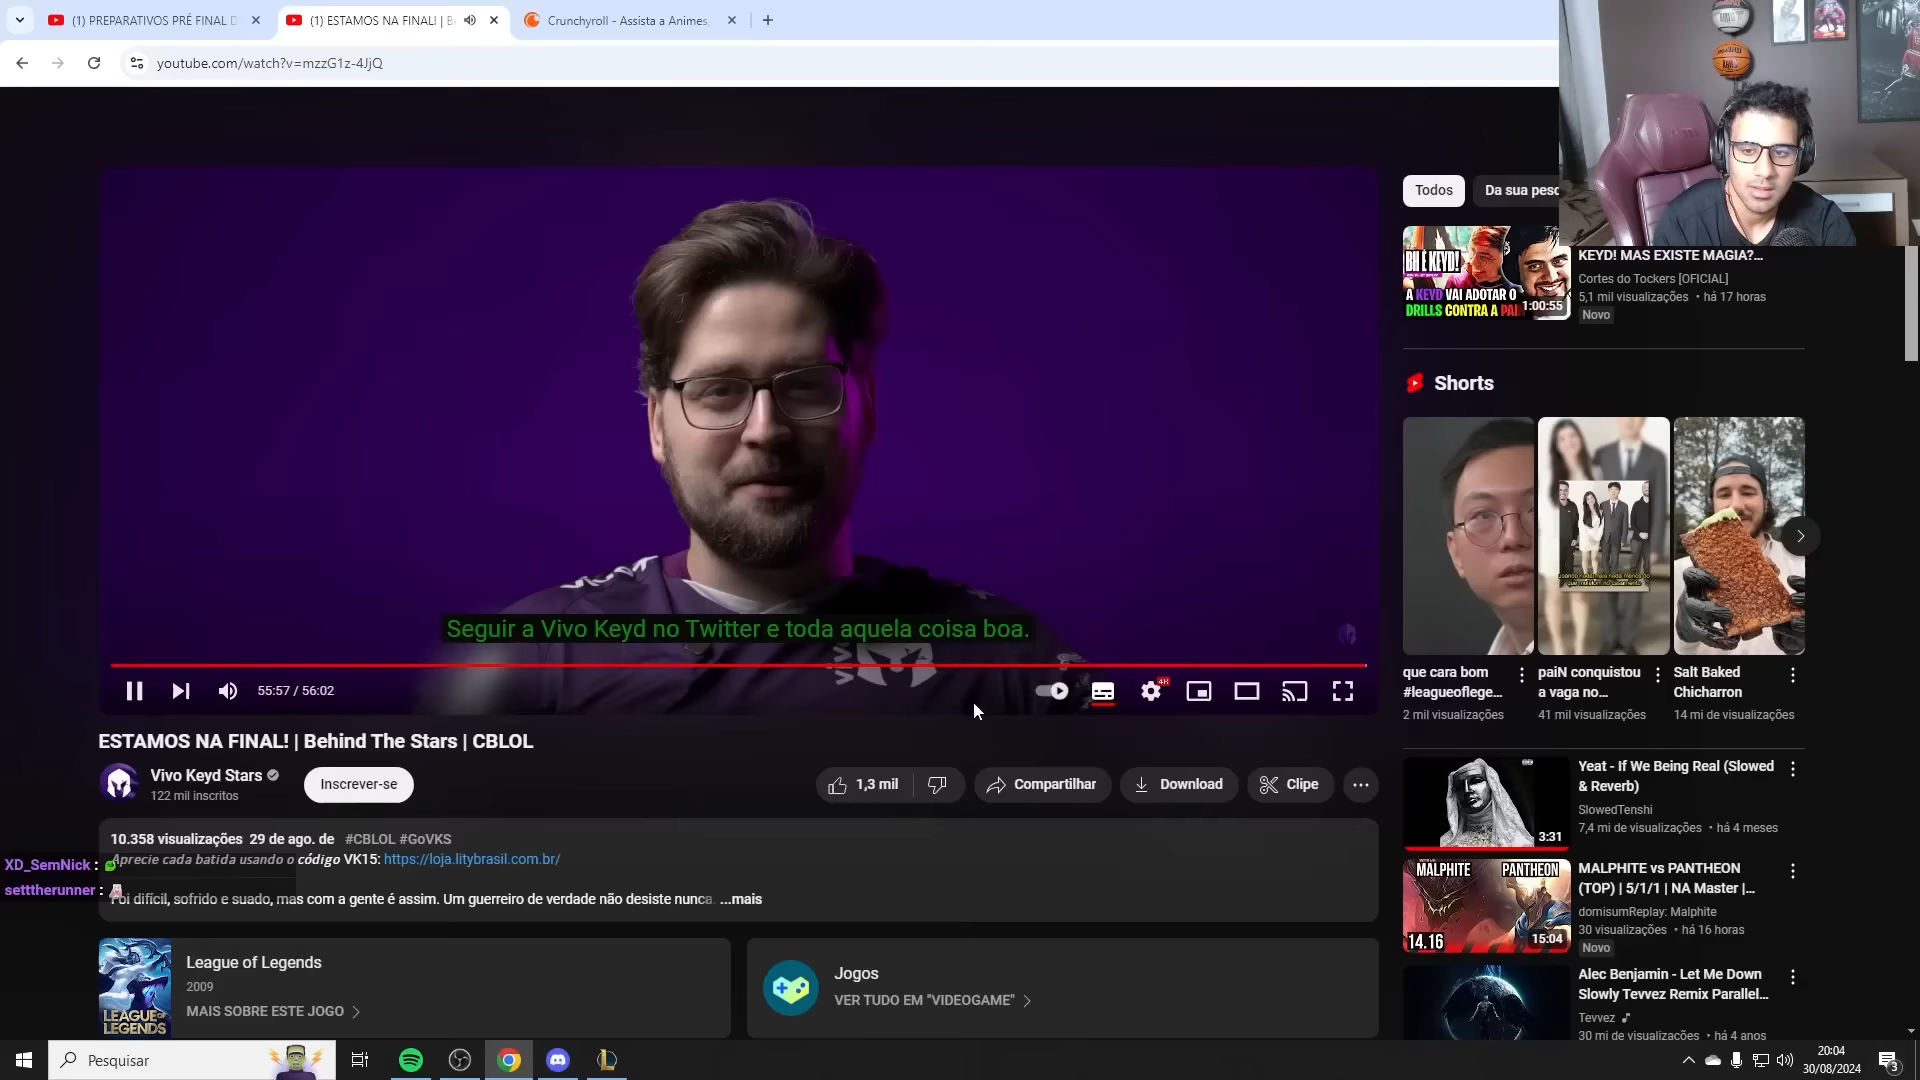 (1) PREPARATIVOS PRÉ FINAL D
(1) ESTAMOS NA FINAL! | Be
Crunchyroll - Assista a Animes,
youtube.com/watch?v=mzzG1z-4JjQ
Seguir a Vivo Keyd no Twitter e toda aquela coisa boa.
55:57 / 56:02
4K
ESTAMOS NA FINAL! | Behind The Stars | CBLOL
Vivo Keyd Stars
122 mil inscritos
Inscrever-se
1,3 mil
Compartilhar
Download
Clipe
10.358 visualizações 29 de ago. de #CBLOL #GoVKS
Aprecie cada batida usando o código VK15: https://loja.litybrasil.com.br/
XD_SemNick :
setttherunner :
oi difícil, sofrido e suado, mas com a gente é assim. Um guerreiro de verdade não desiste nunca. ...mais
League of Legends
2009
MAIS SOBRE ESTE JOGO
LEAGUE OF LEGENDS
Jogos
VER TUDO EM "VIDEOGAME"
Todos
Da sua pesq
BH É KEYD!
A KEYD VAI ADOTAR O
DRILLS CONTRA A PAI
1:00:55
KEYD! MAS EXISTE MAGIA?...
Cortes do Tockers [OFICIAL]
5,1 mil visualizações • há 17 horas
Novo
Shorts
que cara bom
#leagueoflege...
2 mil visualizações
paiN conquistou
a vaga no...
41 mil visualizações
Salt Baked
Chicharron
14 mi de visualizações
Yeat - If We Being Real (Slowed
& Reverb)
SlowedTenshi
7,4 mi de visualizações • há 4 meses
3:31
MALPHITE PANTHEON
14.16
15:04
MALPHITE vs PANTHEON
(TOP) | 5/1/1 | NA Master |...
domisumReplay: Malphite
30 visualizações • há 16 horas
Novo
Alec Benjamin - Let Me Down
Slowly Tevvez Remix Parallel...
Tevvez
30 mi de visualizações • há 4 anos
Pesquisar
20:04
30/08/2024
3